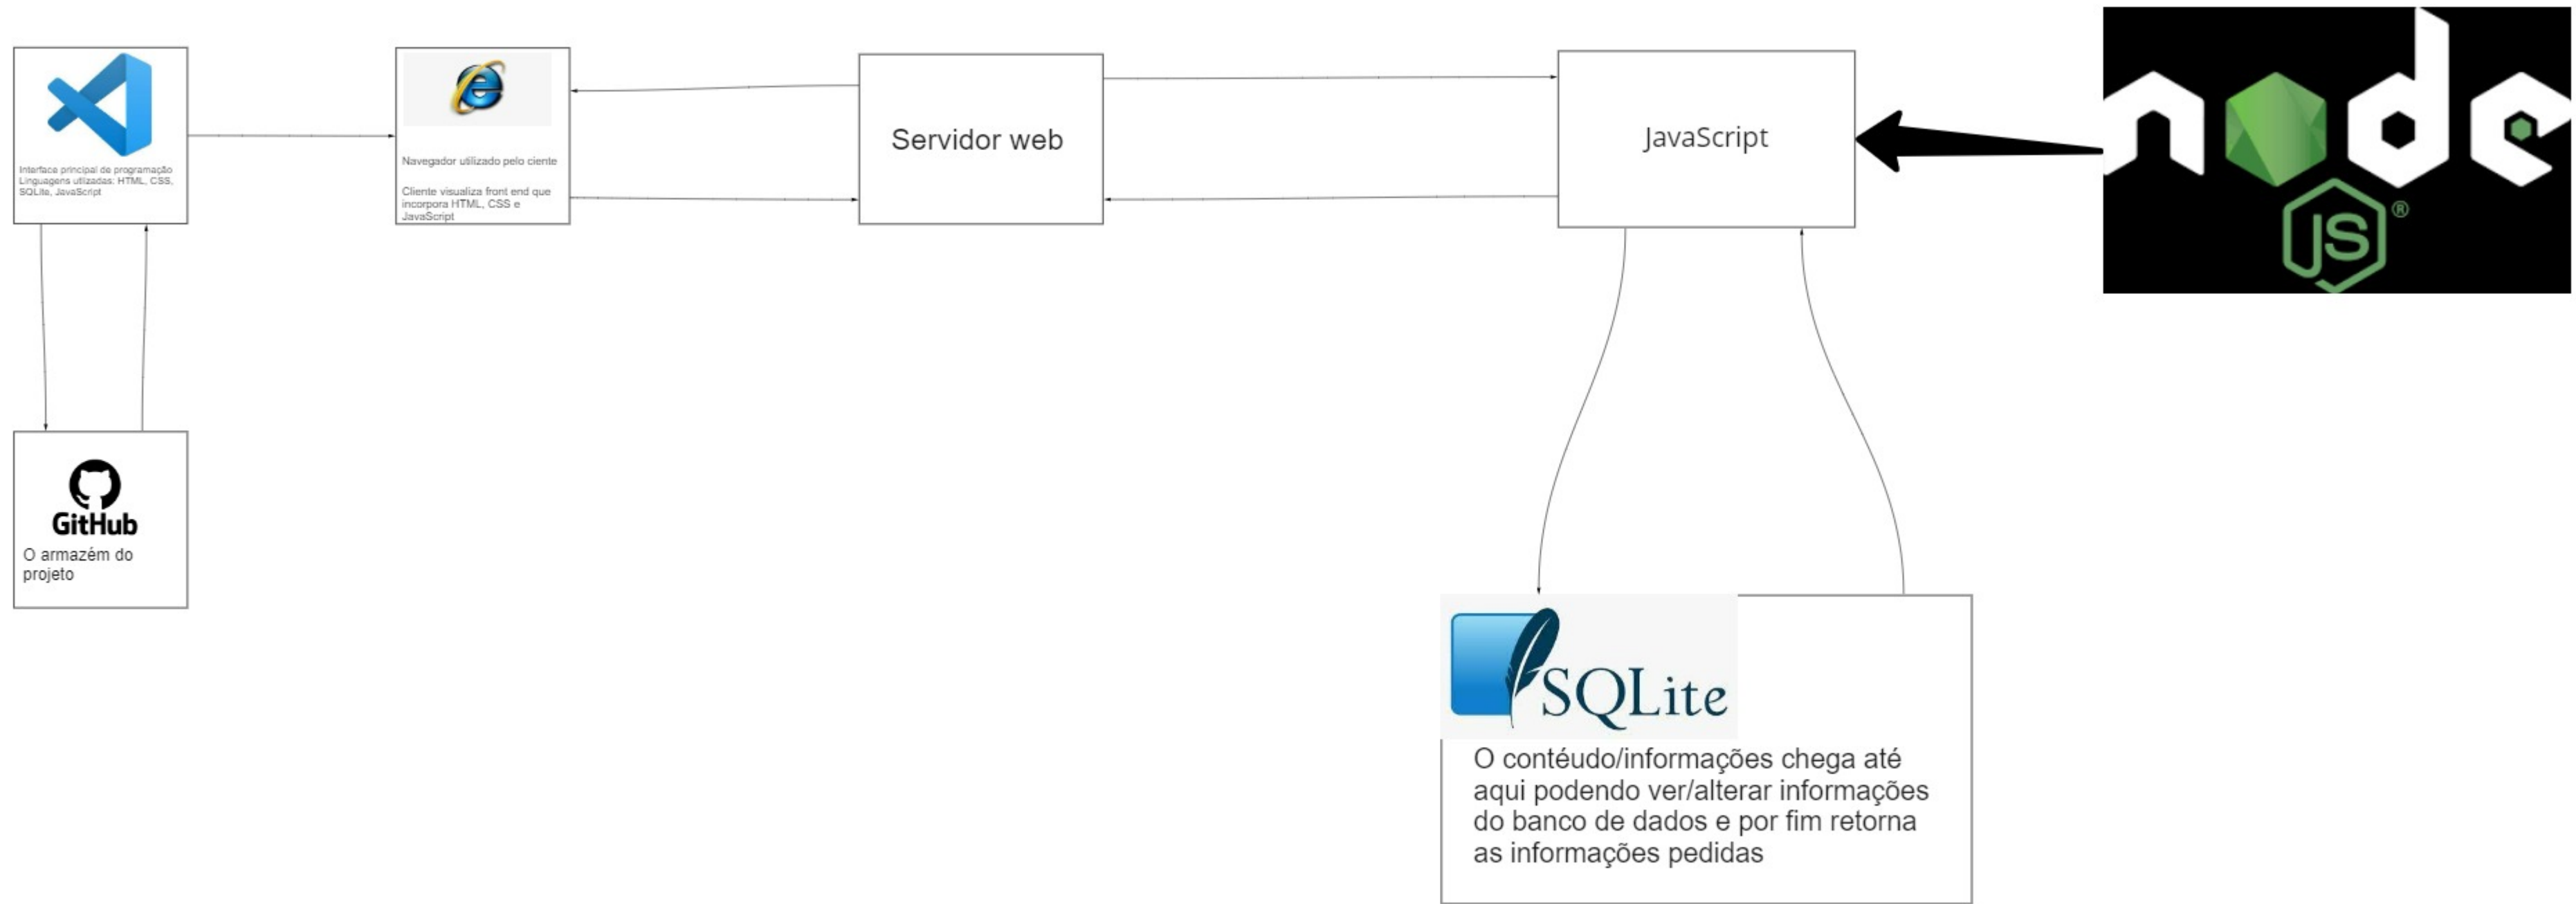 Interface principal de programação
Linguagens utlizadas: HTML, CSS,
SQLite, JavaScript
Navegador utilizado pelo ciente
Cliente visualiza front end que
incorpora HTML, CSS e
JavaScript
Servidor web
JavaScript
node
JS®
GitHub
O armazém do
projeto
SQLite
O contéudo/informações chega até
aqui podendo ver/alterar informações
do banco de dados e por fim retorna
as informações pedidas